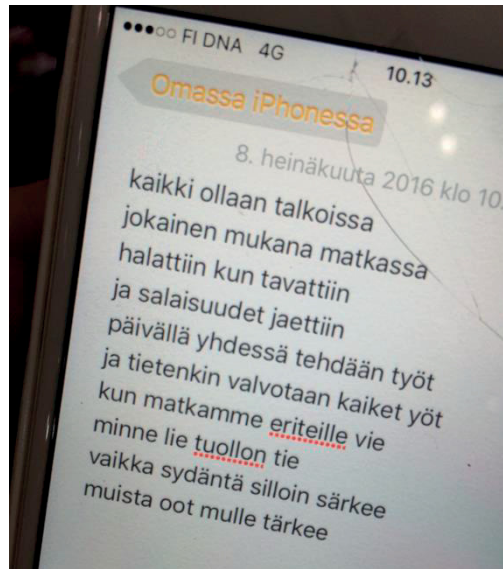 FI DNA 4G 10.13
Omassa iPhonessa
8. heinäkuuta 2016 klo 10.
kaikki ollaan talkoissa
jokainen mukana matkassa
halattiin kun tavattiin
ja salaisuudet jaettiin
päivällä yhdessä tehdään työt
ja tietenkin valvotaan kaiket yöt
kun matkamme eriteille vie
minne lie tuollon tie
vaikka sydäntä silloin särkee
muista oot mulle tärkee